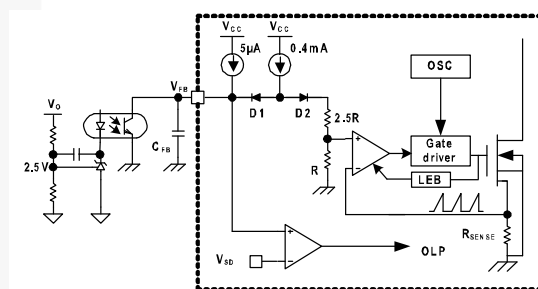 Vcc Vcc
5µA 0.4mA
OSC
VFB
Vo
D1 D2
2.5R
CFB
Gate
driver
R
2.5V
LEB
RSENSE
VSD
OLP